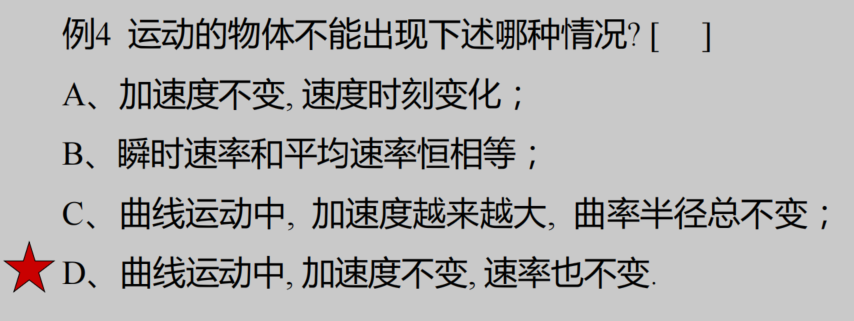 例4 运动的物体不能出现下述哪种情况? [ ]
A、加速度不变, 速度时刻变化；
B、瞬时速率和平均速率恒相等；
C、曲线运动中, 加速度越来越大, 曲率半径总不变；
D、曲线运动中, 加速度不变, 速率也不变.